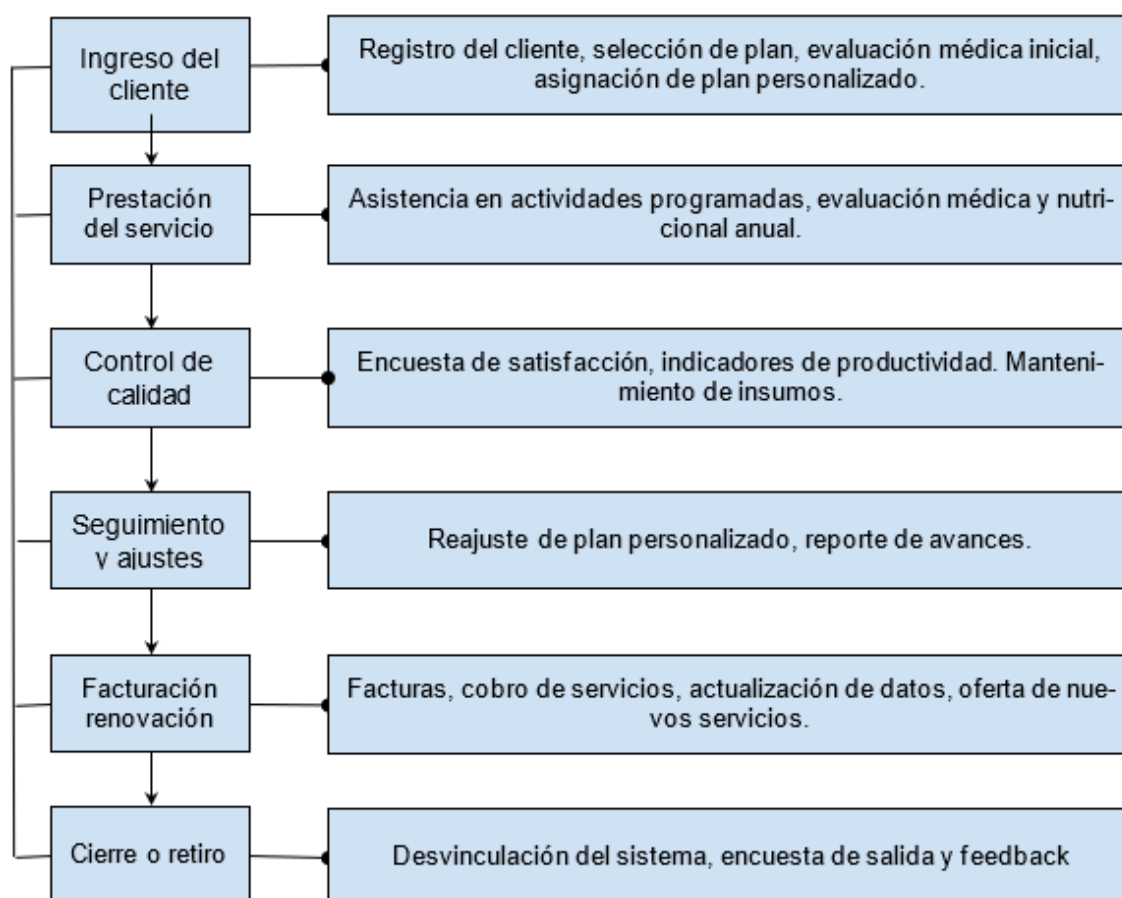 Ingreso del
cliente
Registro del cliente, selección de plan, evaluación médica inicial,
asignación de plan personalizado.
Prestación
del servicio
Asistencia en actividades programadas, evaluación médica y nutri-
cional anual.
Control de
calidad
Encuesta de satisfacción, indicadores de productividad. Manteni-
miento de insumos.
Seguimiento
y ajustes
Reajuste de plan personalizado, reporte de avances.
Facturación
renovación
Facturas, cobro de servicios, actualización de datos, oferta de nue-
vos servicios.
Cierre o retiro
Desvinculación del sistema, encuesta de salida y feedback